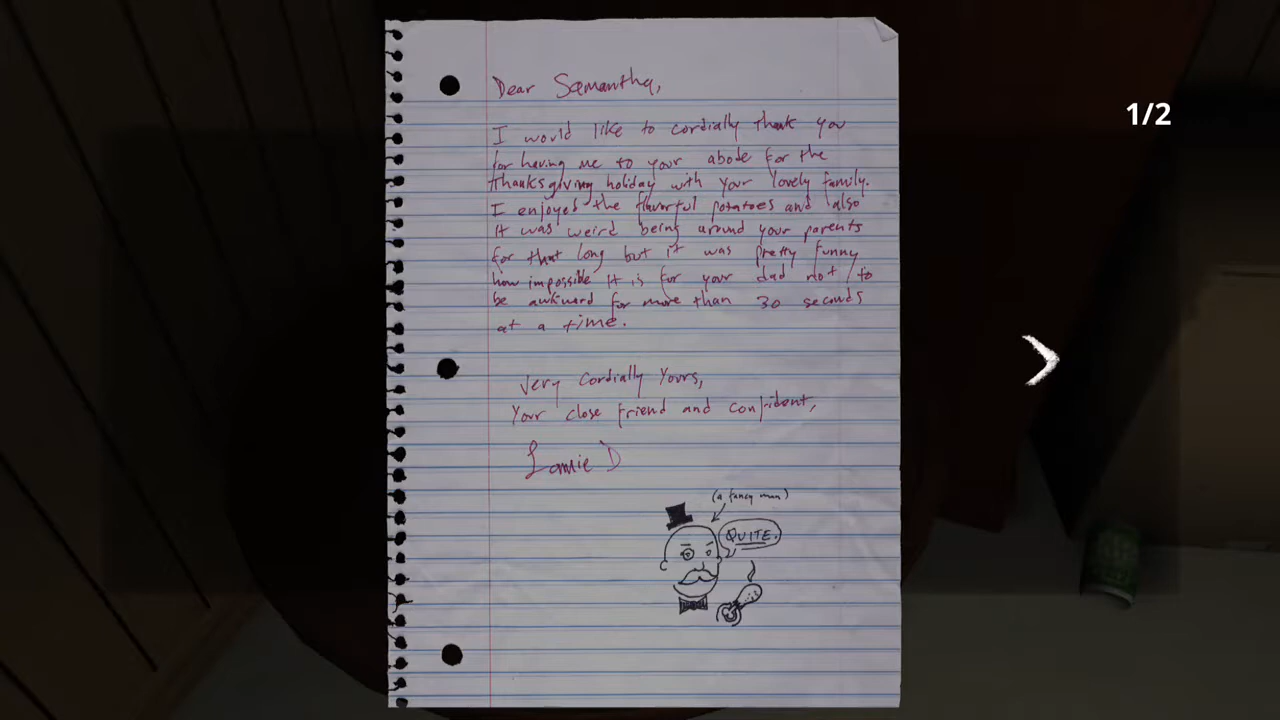 1/2
Dear Samantha,
I would like to cordially thank you
for having me to your abode for the
thanksgiving holiday with your lovely family.
I enjoyed the flavorful potatoes and also
it was weird being around your parents
for that long but it was pretty funny
how impossible it is for your dad not to
be awkward for more than 30 seconds
at a time.
Very Cordially Yours,
Your close friend and confident,
Lonnie D
(a fancy man)
QUITE.